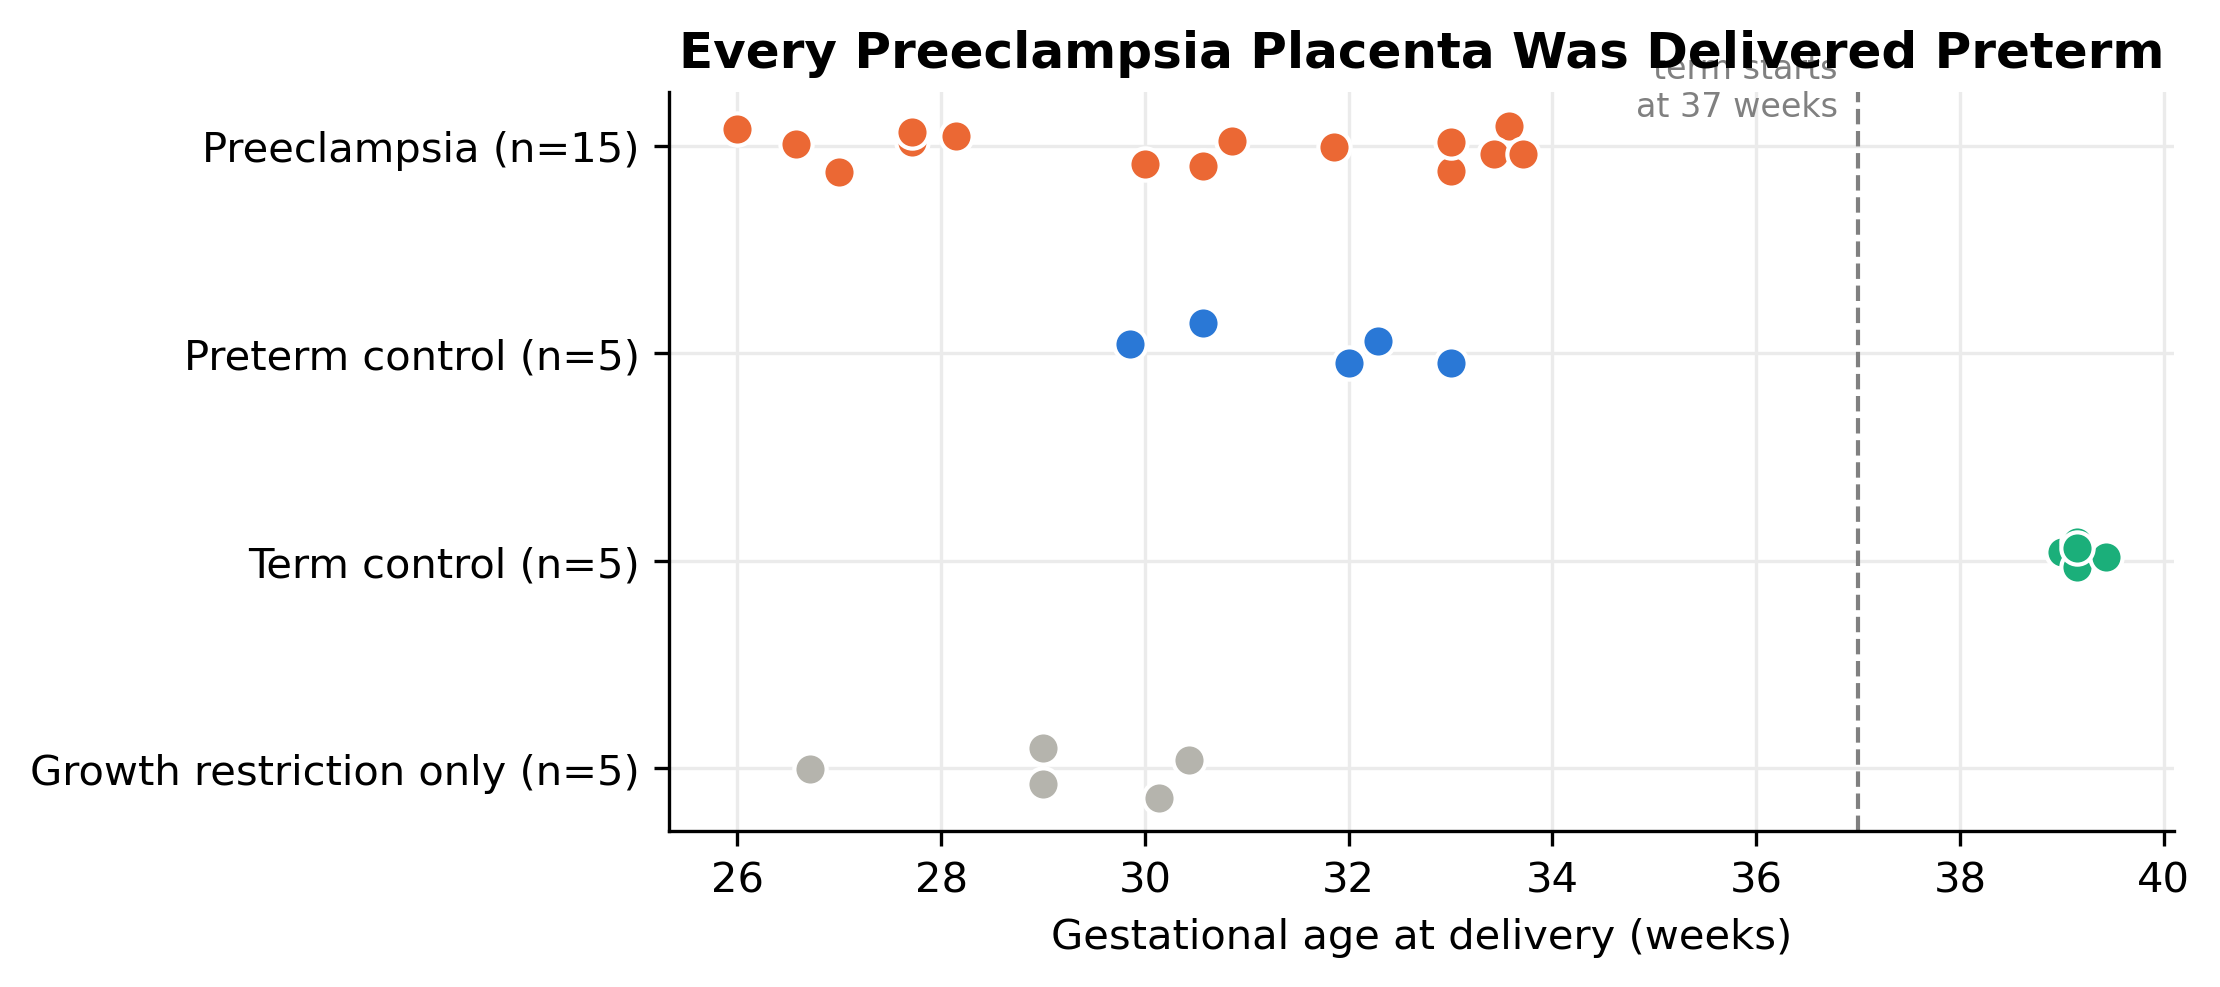 Every Preeclampsia Placenta Was Delivered Preterm
term starts
at 37 weeks
Preeclampsia (n=15)
Preterm control (n=5)
Term control (n=5)
Growth restriction only (n=5)
26 28 30 32 34 36 38 40
Gestational age at delivery (weeks)